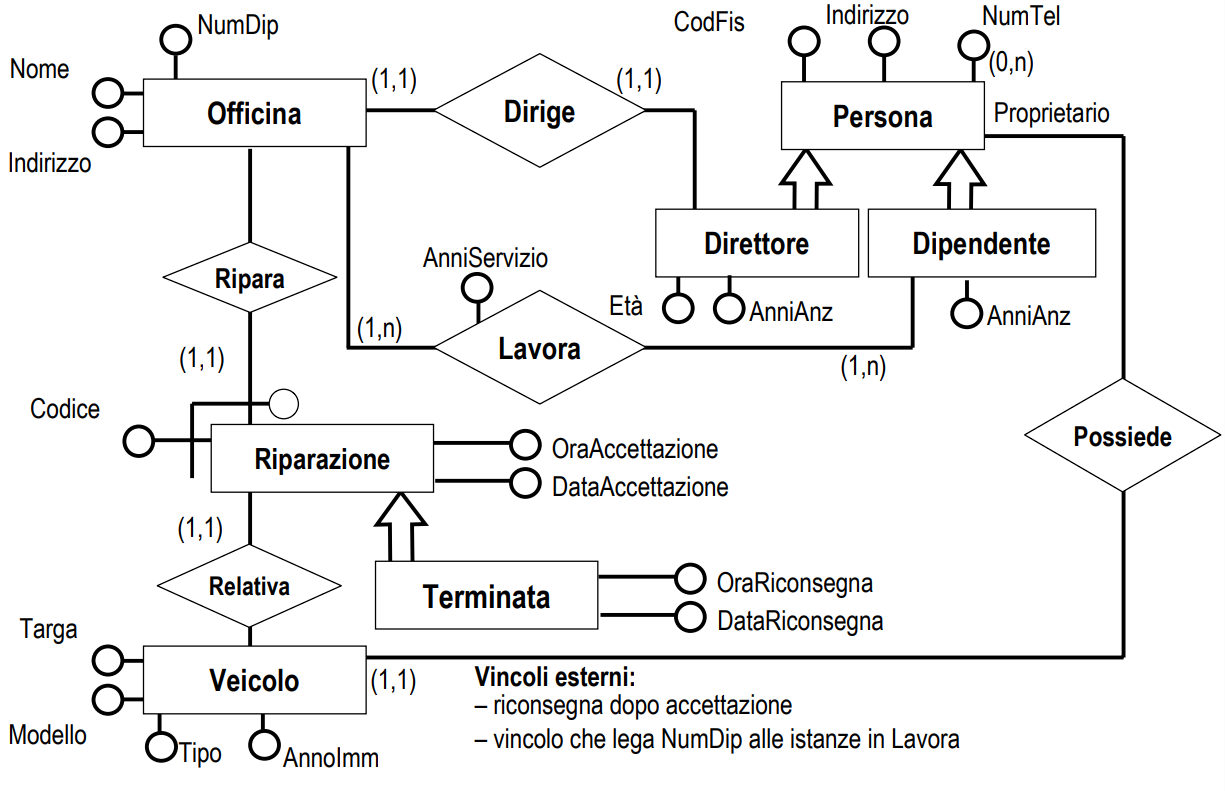 NumDip
CodFis
Indirizzo
NumTel
(0,n)
Nome
Officina
(1,1)
Dirige
(1,1)
Persona
Proprietario
Indirizzo
Direttore
Dipendente
Ripara
AnniServizio
Età
AnniAnz
AnniAnz
(1,n)
Lavora
(1,n)
(1,1)
Codice
Riparazione
OraAccettazione
DataAccettazione
Possiede
(1,1)
Relativa
Terminata
OraRiconsegna
DataRiconsegna
Targa
Veicolo
(1,1)
Modello
Tipo
AnnoImm
Vincoli esterni:
– riconsegna dopo accettazione
– vincolo che lega NumDip alle istanze in Lavora